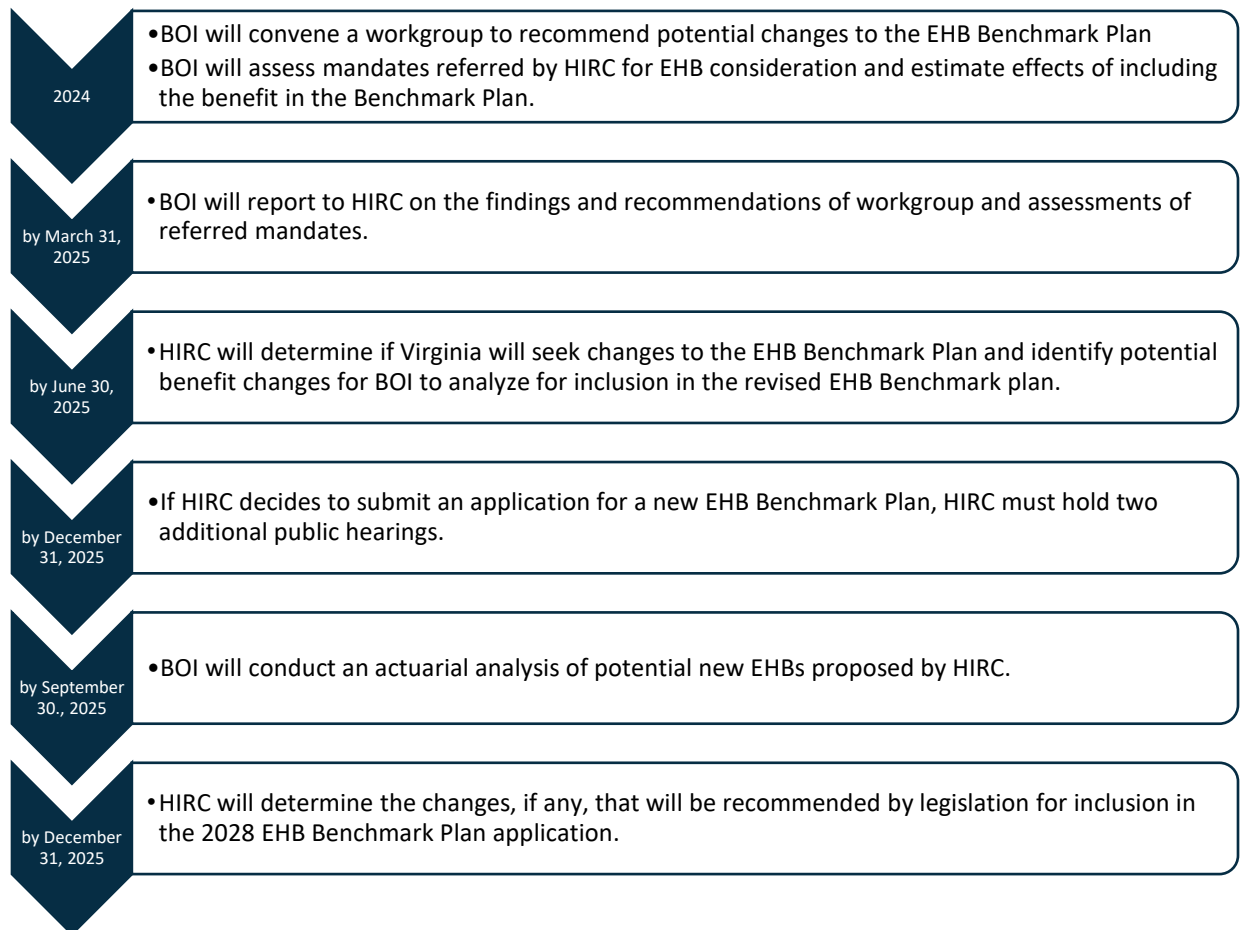 2024
•BOI will convene a workgroup to recommend potential changes to the EHB Benchmark Plan
•BOI will assess mandates referred by HIRC for EHB consideration and estimate effects of including
the benefit in the Benchmark Plan.
by March 31,
2025
•BOI will report to HIRC on the findings and recommendations of workgroup and assessments of
referred mandates.
by June 30,
2025
•HIRC will determine if Virginia will seek changes to the EHB Benchmark Plan and identify potential
benefit changes for BOI to analyze for inclusion in the revised EHB Benchmark plan.
by December
31, 2025
•If HIRC decides to submit an application for a new EHB Benchmark Plan, HIRC must hold two
additional public hearings.
by September
30., 2025
•BOI will conduct an actuarial analysis of potential new EHBs proposed by HIRC.
by December
31, 2025
•HIRC will determine the changes, if any, that will be recommended by legislation for inclusion in
the 2028 EHB Benchmark Plan application.